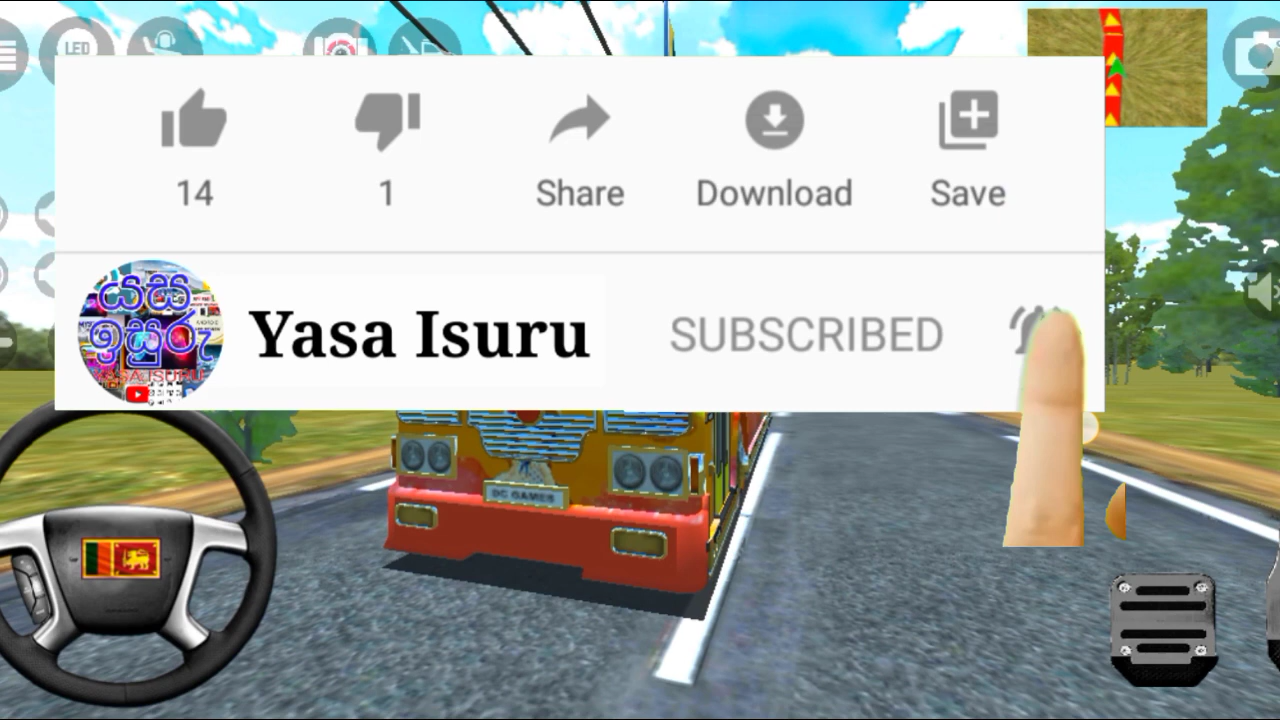 LED
14
1
Share
Download
Save
යස
ඉසුරු
YASA ISURU
Yasa Isuru
SUBSCRIBED
DC GAMES